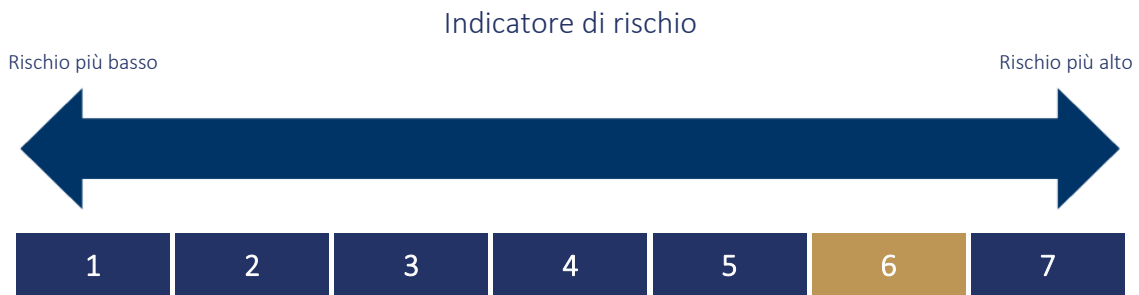 Indicatore di rischio
Rischio più basso
Rischio più alto
1 2 3 4 5 6 7